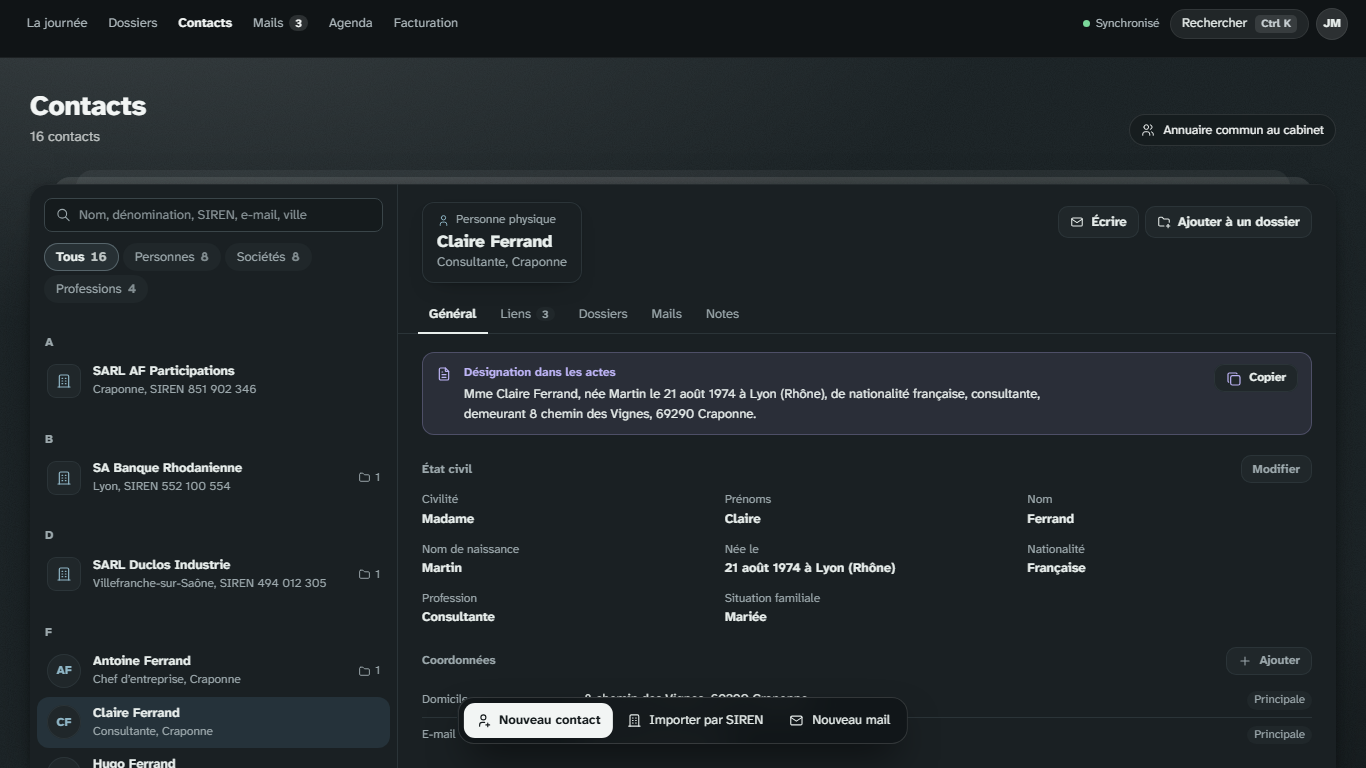 La journée
Dossiers
Contacts
Mails 3
Agenda
Facturation
Synchronisé
Rechercher Ctrl K
JM
Contacts
16 contacts
Annuaire commun au cabinet
Nom, dénomination, SIREN, e-mail, ville
Tous 16
Personnes 8
Sociétés 8
Professions 4
A
SARL AF Participations
Craponne, SIREN 851 902 346
B
SA Banque Rhodanienne
Lyon, SIREN 552 100 554
1
D
SARL Duclos Industrie
Villefranche-sur-Saône, SIREN 494 012 305
1
F
AF
Antoine Ferrand
Chef d'entreprise, Craponne
1
CF
Claire Ferrand
Consultante, Craponne
Hugo Ferrand
Personne physique
Claire Ferrand
Consultante, Craponne
Écrire
Ajouter à un dossier
Général
Liens 3
Dossiers
Mails
Notes
Désignation dans les actes
Mme Claire Ferrand, née Martin le 21 août 1974 à Lyon (Rhône), de nationalité française, consultante,
demeurant 8 chemin des Vignes, 69290 Craponne.
Copier
État civil
Modifier
Civilité
Madame
Prénoms
Claire
Nom
Ferrand
Nom de naissance
Martin
Née le
21 août 1974 à Lyon (Rhône)
Nationalité
Française
Profession
Consultante
Situation familiale
Mariée
Coordonnées
Ajouter
Domicile
8 chemin des Vignes, 69290 Craponne
Principale
E-mail
Principale
Nouveau contact
Importer par SIREN
Nouveau mail